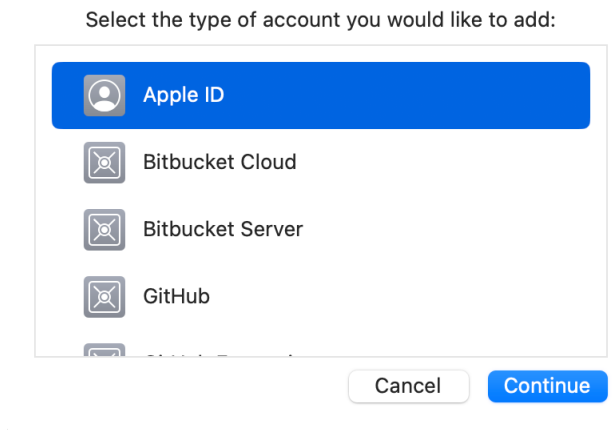 Select the type of account you would like to add:
Apple ID
Bitbucket Cloud
Bitbucket Server
GitHub
Cancel
Continue